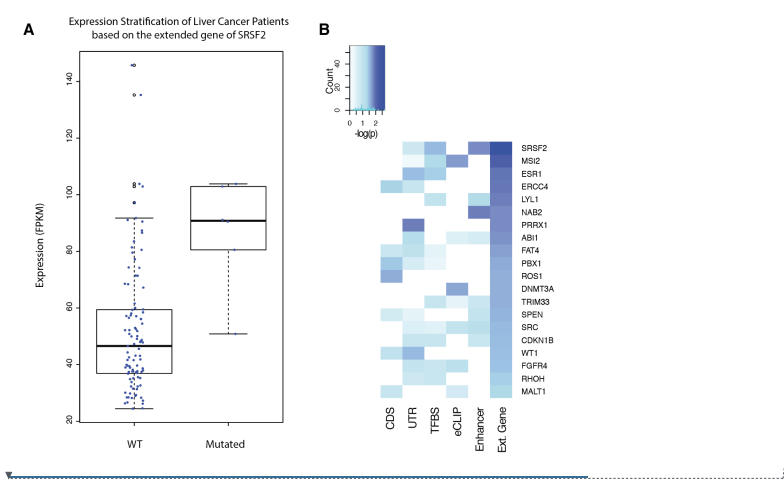 A
Expression Stratification of Liver Cancer Patients
based on the extended gene of SRSF2
Expression (FPKM)
140
120
100
80
60
40
20
WT
Mutated
B
Count
40
20
0
0 1 2
-log(p)
SRSF2
MSI2
ESR1
ERCC4
LYL1
NAB2
PRRX1
ABI1
FAT4
PBX1
ROS1
DNMT3A
TRIM33
SPEN
SRC
CDKN1B
WT1
FGFR4
RHOH
MALT1
CDS
UTR
TFBS
eCLIP
Enhancer
Ext. Gene